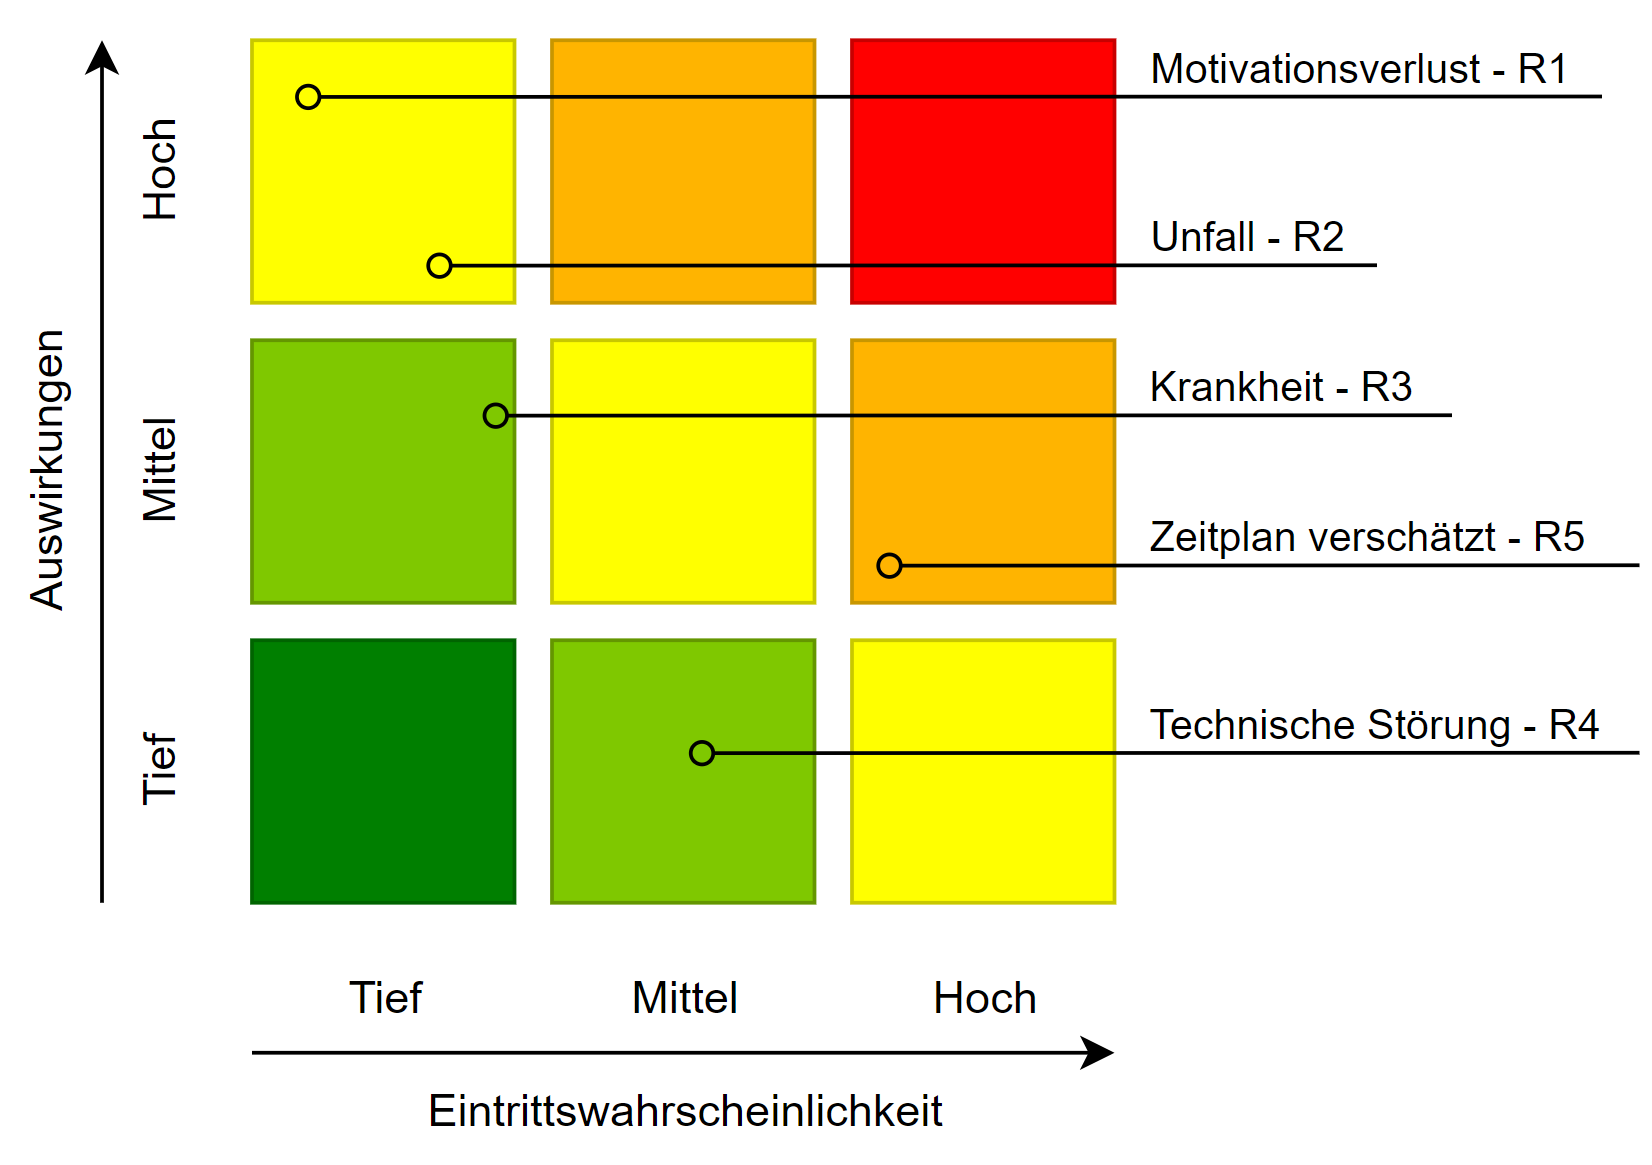 Auswirkungen
Hoch
Mittel
Tief
Motivationsverlust - R1
Unfall - R2
Krankheit - R3
Zeitplan verschätzt - R5
Technische Störung - R4
Tief
Mittel
Hoch
Eintrittswahrscheinlichkeit